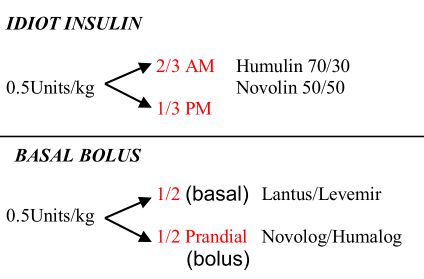 IDIOT INSULIN
2/3 AM Humulin 70/30
0.5Units/kg Novolin 50/50
1/3 PM
BASAL BOLUS
1/2 (basal) Lantus/Levemir
0.5Units/kg
1/2 Prandial Novolog/Humalog
(bolus)